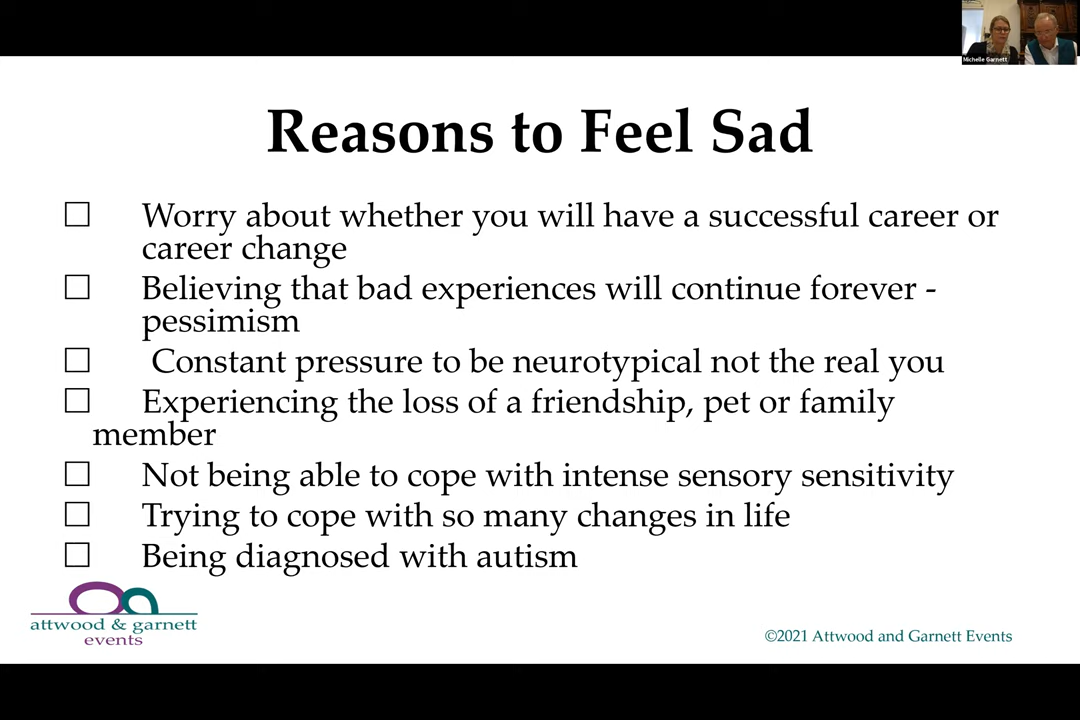 Michelle Garnett
Reasons to Feel Sad
☐ Worry about whether you will have a successful career or
career change
☐ Believing that bad experiences will continue forever -
pessimism
☐ Constant pressure to be neurotypical not the real you
☐ Experiencing the loss of a friendship, pet or family
member
☐ Not being able to cope with intense sensory sensitivity
☐ Trying to cope with so many changes in life
☐ Being diagnosed with autism
attwood & garnett
events
©2021 Attwood and Garnett Events